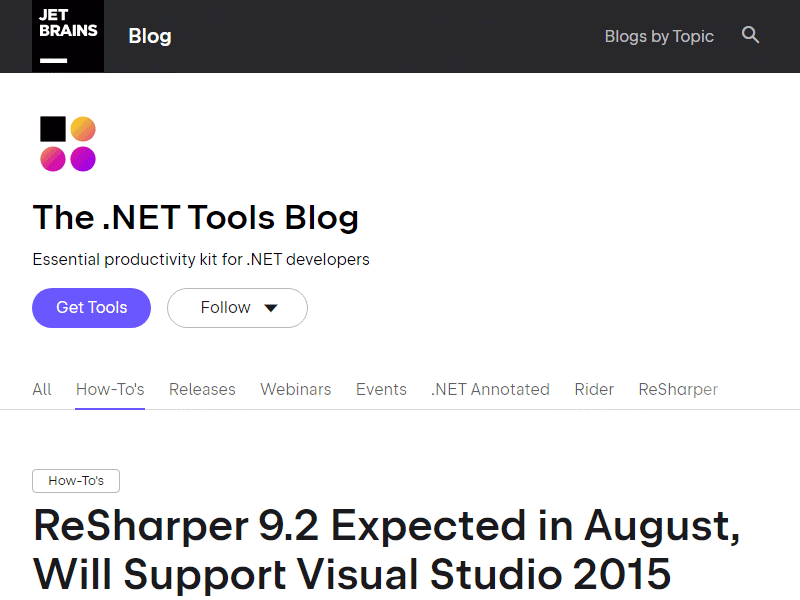 JET
BRAINS
Blog
Blogs by Topic
The .NET Tools Blog
Essential productivity kit for .NET developers
Get Tools
Follow
All How-To's Releases Webinars Events .NET Annotated Rider ReSharper
How-To's
ReSharper 9.2 Expected in August,
Will Support Visual Studio 2015